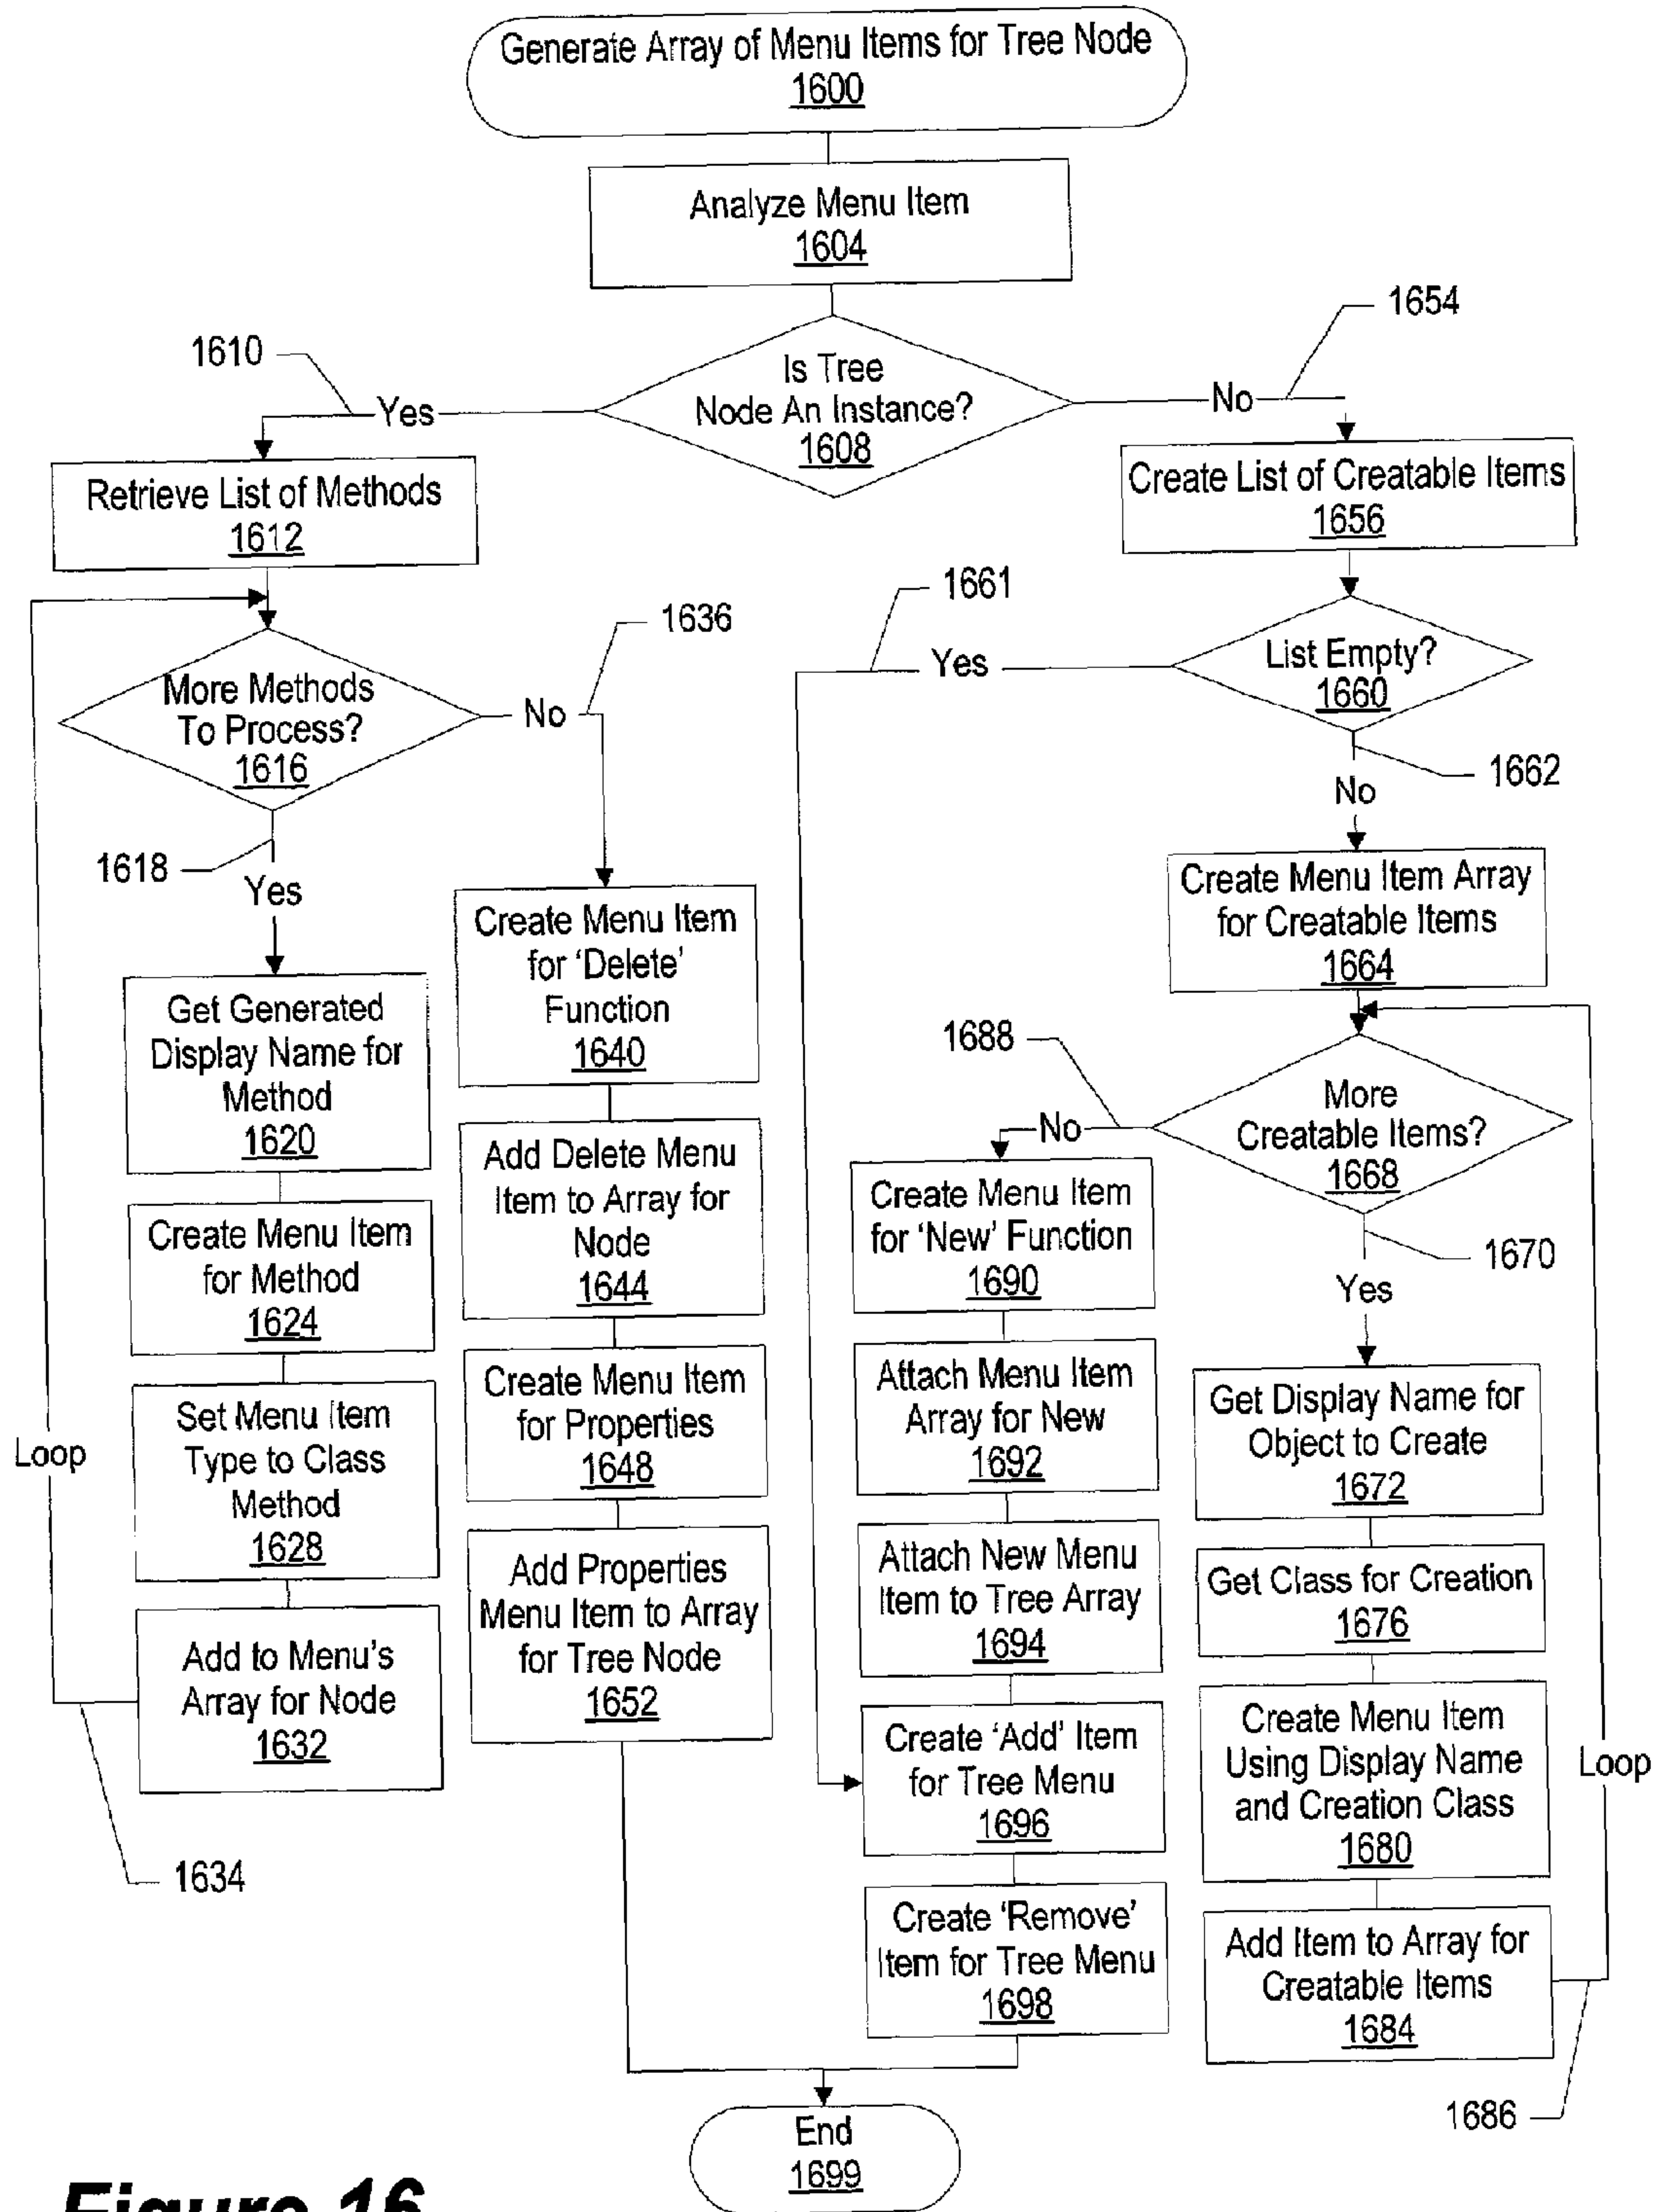 Generate Array of Menu Items for Tree Node
1600
Analyze Menu Item
1604
1654
1610
Is Tree
Node An Instance?
1608
Yes
No
Retrieve List of Methods
1612
Create List of Creatable Items
1656
1661
1636
Yes
List Empty?
1660
More Methods
To Process?
1616
No
1662
No
1618
Yes
Create Menu Item
for 'Delete'
Function
1640
Create Menu Item Array
for Creatable Items
1664
Get Generated
Display Name for
Method
1620
1688
More
Creatable Items?
1668
No
Add Delete Menu
Item to Array for
Node
1644
Create Menu Item
for 'New' Function
1690
1670
Yes
Create Menu Item
for Method
1624
Create Menu Item
for Properties
1648
Attach Menu Item
Array for New
1692
Get Display Name for
Object to Create
1672
Set Menu Item
Type to Class
Method
1628
Loop
Add Properties
Menu Item to Array
for Tree Node
1652
Attach New Menu
Item to Tree Array
1694
Get Class for Creation
1676
Add to Menu's
Array for Node
1632
Create 'Add' Item
for Tree Menu
1696
Create Menu Item
Using Display Name
and Creation Class
1680
Loop
1634
Create 'Remove'
Item for Tree Menu
1698
Add Item to Array for
Creatable Items
1684
1686
End
1699
Figure 16